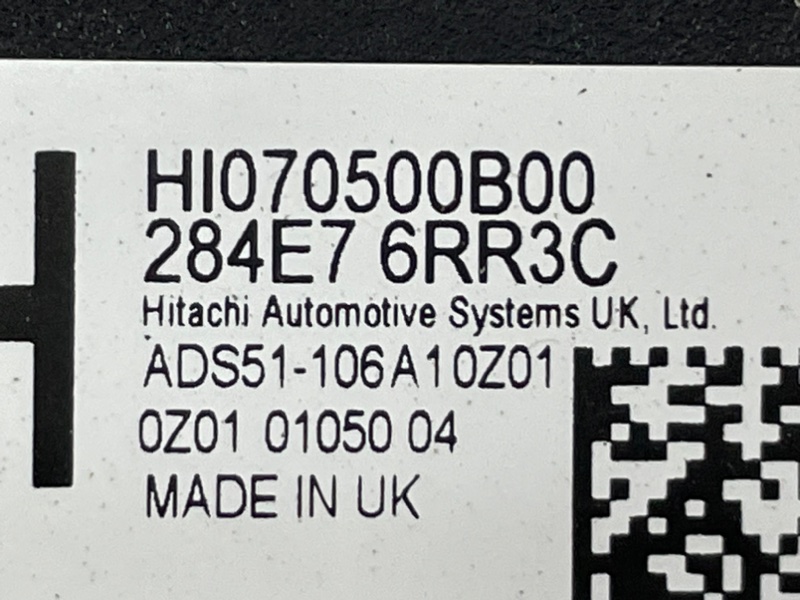 H
HI070500B00
284E7 6RR3C
Hitachi Automotive Systems UK, Ltd.
ADS51-106A10Z01
0Z01 01050 04
MADE IN UK